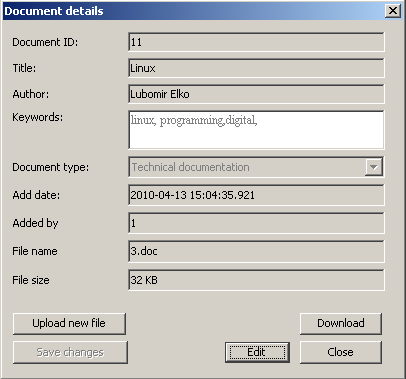 Document details
Document ID: 11
Title: Linux
Author: Lubomir Elko
Keywords: linux, programming,digital,
Document type: Technical documentation
Add date: 2010-04-13 15:04:35.921
Added by 1
File name 3.doc
File size 32 KB
Upload new file Download
Save changes Edit Close